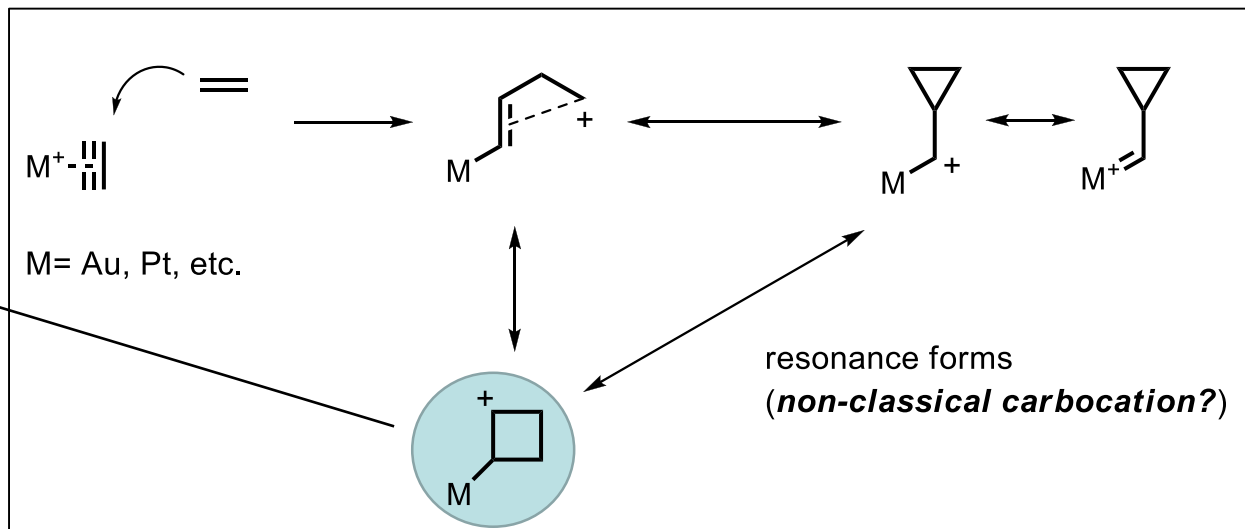 M+
+
M
M
+
M+
M= Au, Pt, etc.
resonance forms
(non-classical carbocation?)
+
M